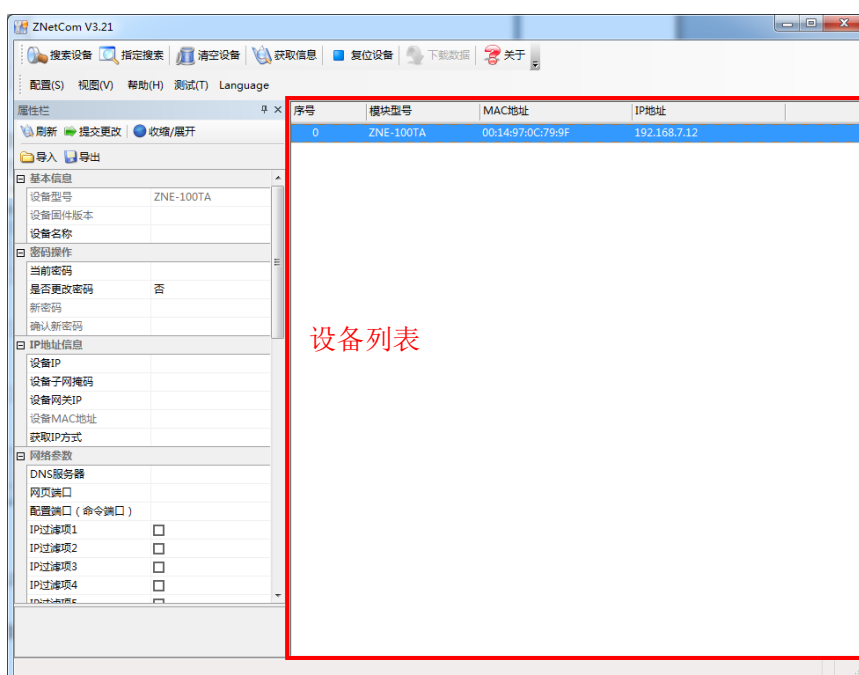 ZNetCom V3.21
搜索设备 指定搜索 清空设备 获取信息 复位设备 下载数据 关于
配置(S) 视图(V) 帮助(H) 测试(T) Language
属性栏
刷新 提交更改 收缩/展开
导入 导出
基本信息
设备型号 ZNE-100TA
设备固件版本
设备名称
密码操作
当前密码
是否更改密码 否
新密码
确认新密码
IP地址信息
设备IP
设备子网掩码
设备网关IP
设备MAC地址
获取IP方式
网络参数
DNS服务器
网页端口
配置端口(命令端口)
IP过滤项1
IP过滤项2
IP过滤项3
IP过滤项4
IP过滤项5
序号 模块型号 MAC地址 IP地址
0 ZNE-100TA 00:14:97:0C:79:9F 192.168.7.12
设备列表